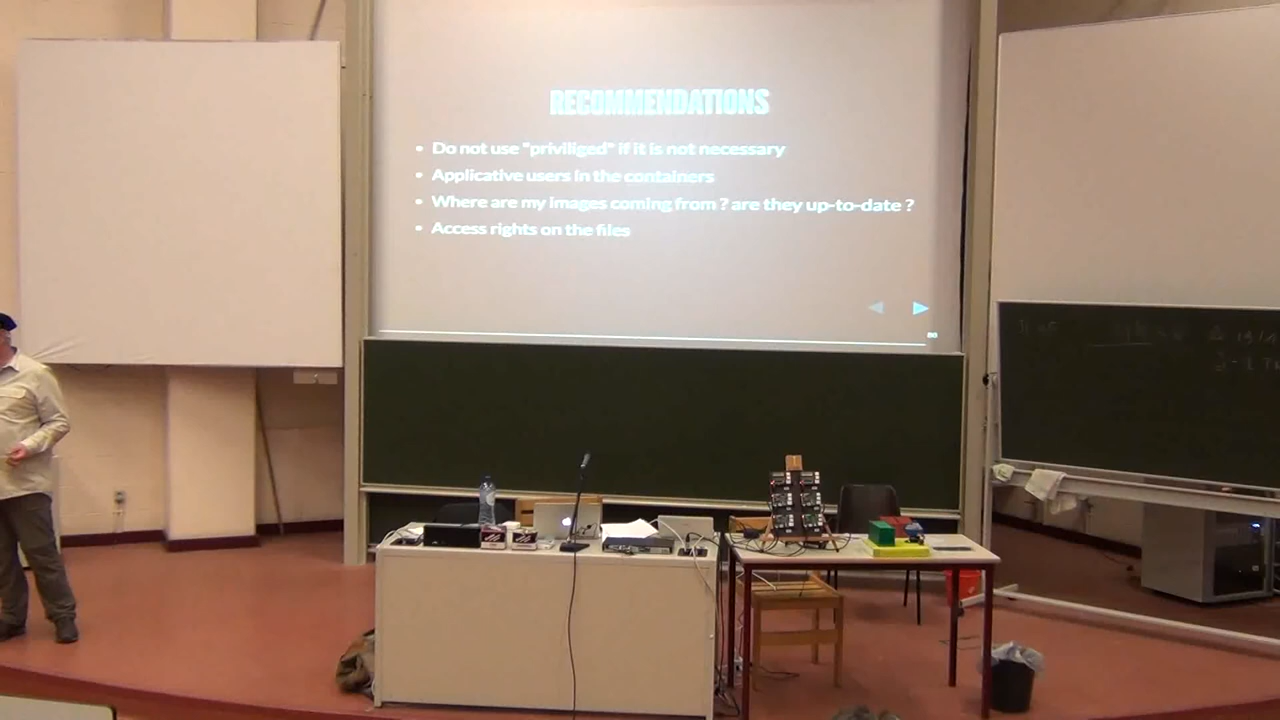 RECOMMENDATIONS
• Do not use "priviliged" if it is not necessary
• Applicative users in the containers
• Where are my images coming from ? are they up-to-date ?
• Access rights on the files